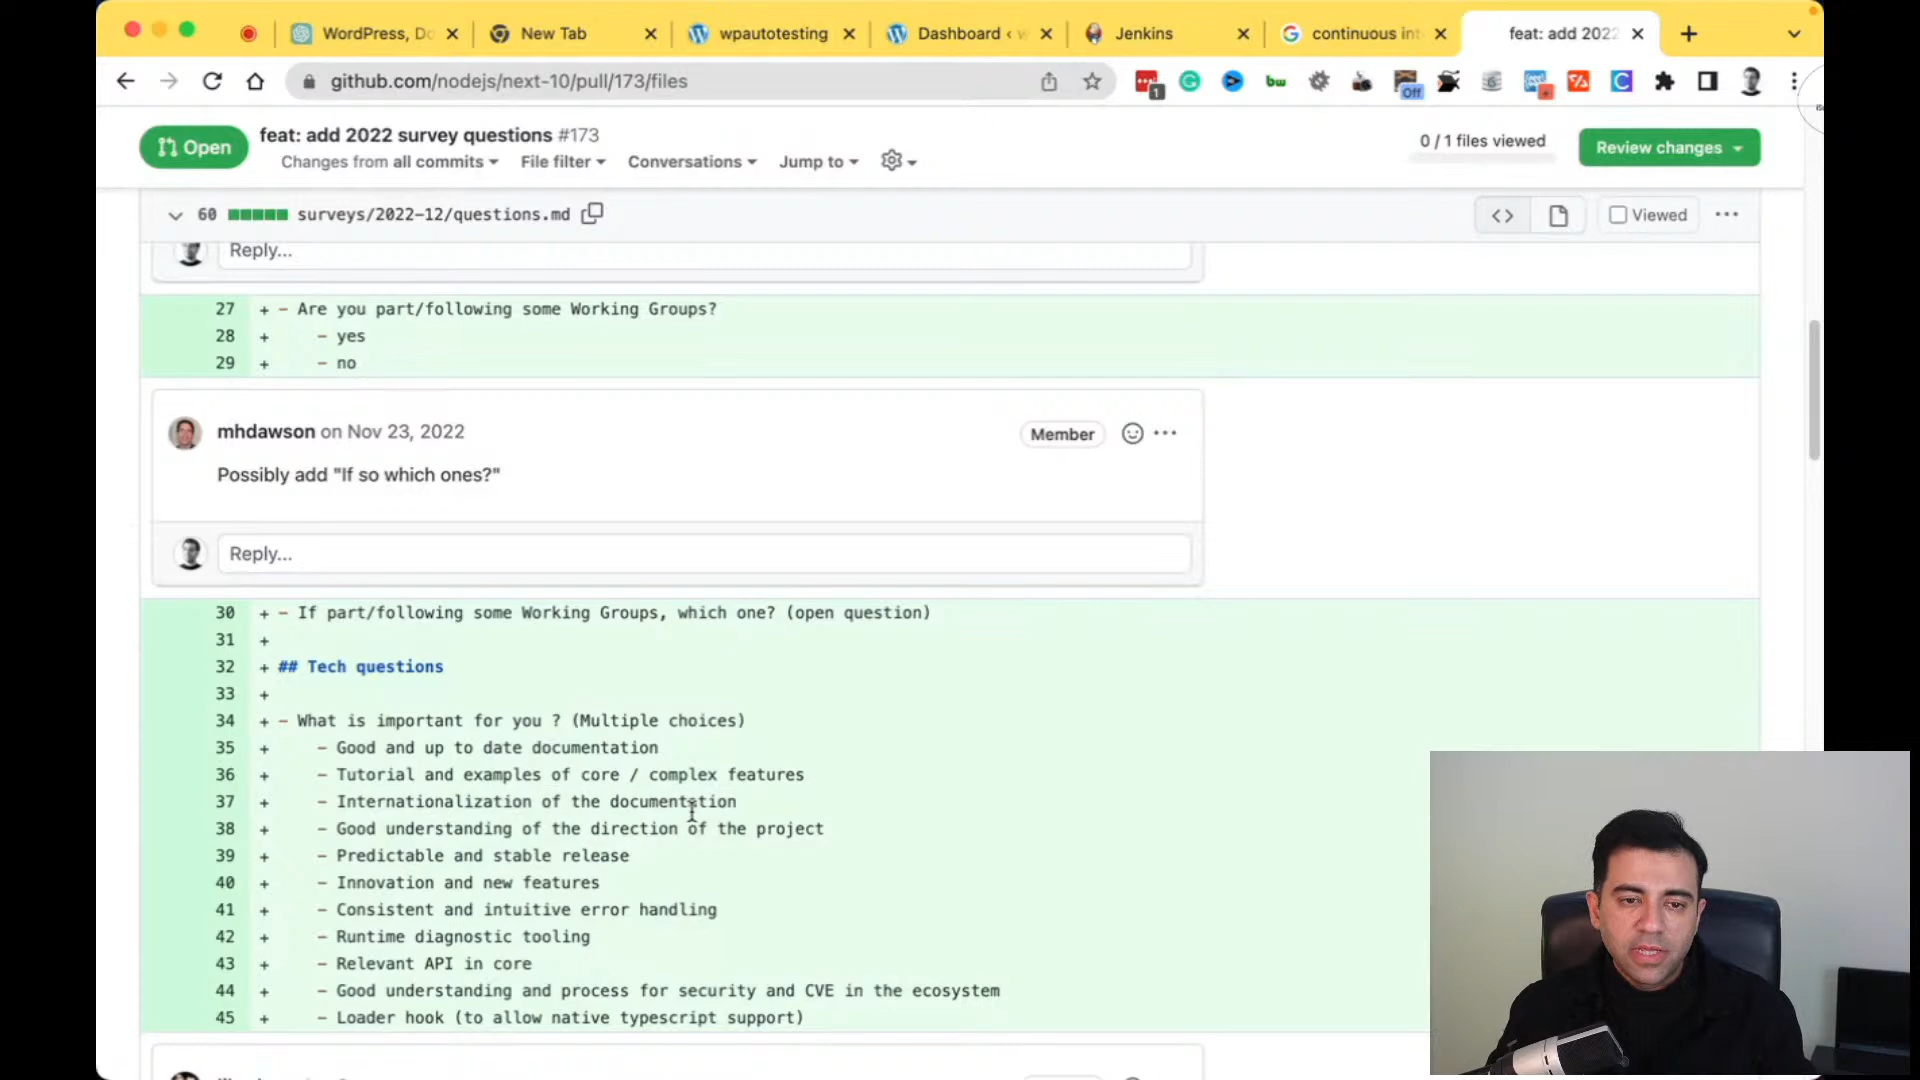 WordPress, Do
New Tab
wpautotesting
Dashboard ‹ w
Jenkins
continuous int
feat: add 2022
github.com/nodejs/next-10/pull/173/files
1
bw
Off
Open
feat: add 2022 survey questions #173
Changes from all commits
File filter
Conversations
Jump to
0 / 1 files viewed
Review changes
60
surveys/2022-12/questions.md
<>
Viewed
Reply...
27 + - Are you part/following some Working Groups?
28 + - yes
29 + - no
mhdawson on Nov 23, 2022
Member
Possibly add "If so which ones?"
Reply...
30 + - If part/following some Working Groups, which one? (open question)
31 +
32 + ## Tech questions
33 +
34 + - What is important for you ? (Multiple choices)
35 + - Good and up to date documentation
36 + - Tutorial and examples of core / complex features
37 + - Internationalization of the documentation
38 + - Good understanding of the direction of the project
39 + - Predictable and stable release
40 + - Innovation and new features
41 + - Consistent and intuitive error handling
42 + - Runtime diagnostic tooling
43 + - Relevant API in core
44 + - Good understanding and process for security and CVE in the ecosystem
45 + - Loader hook (to allow native typescript support)